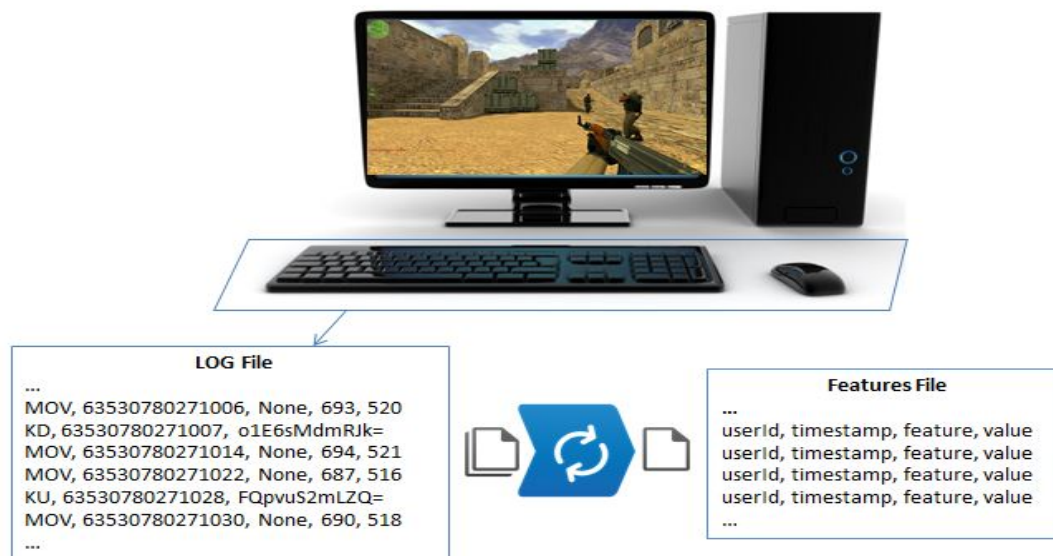 LOG File
...
MOV, 63530780271006, None, 693, 520
KD, 63530780271007, o1E6sMdmRJk=
MOV, 63530780271014, None, 694, 521
MOV, 63530780271022, None, 687, 516
KU, 63530780271028, FQpvuS2mLZQ=
MOV, 63530780271030, None, 690, 518
...
Features File
...
userId, timestamp, feature, value
userId, timestamp, feature, value
userId, timestamp, feature, value
userId, timestamp, feature, value
...